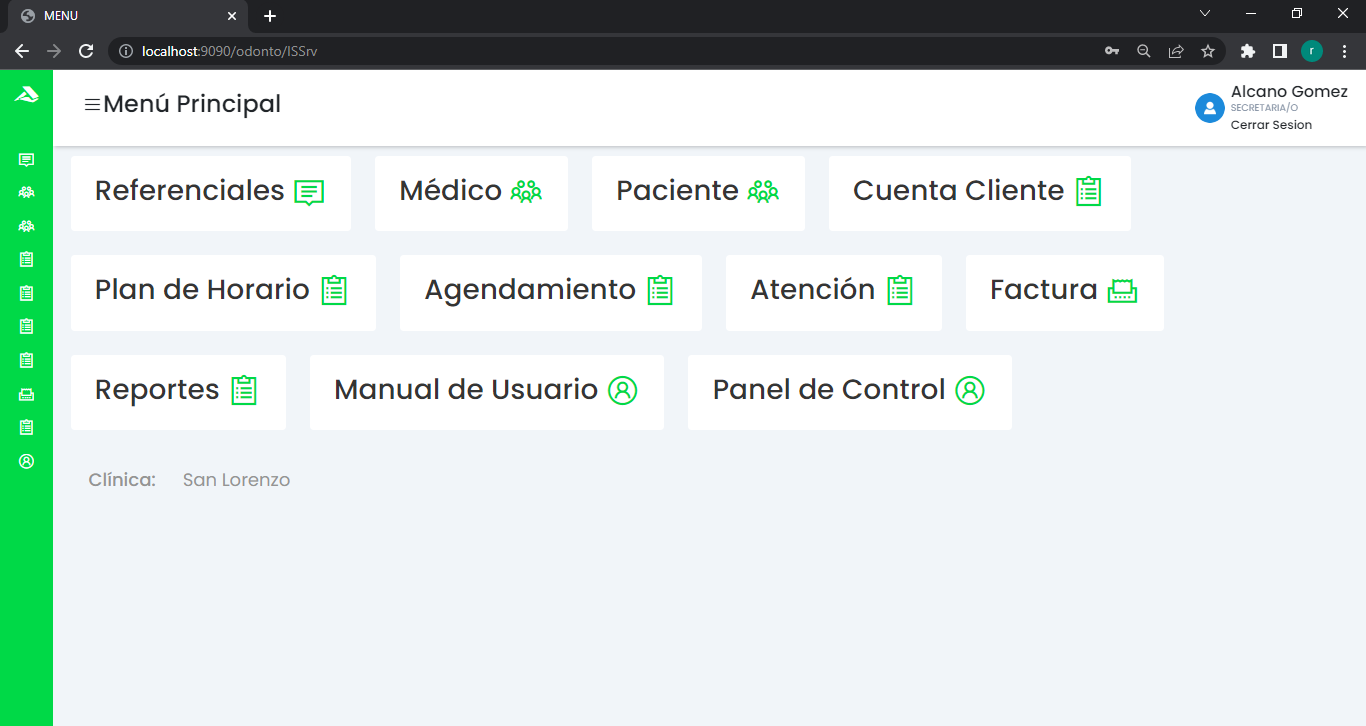 MENU
localhost:9090/odonto/ISSrv
r
Menú Principal
Alcano Gomez
SECRETARIA/O
Cerrar Sesion
Referenciales
Médico
Paciente
Cuenta Cliente
Plan de Horario
Agendamiento
Atención
Factura
Reportes
Manual de Usuario
Panel de Control
Clínica: San Lorenzo